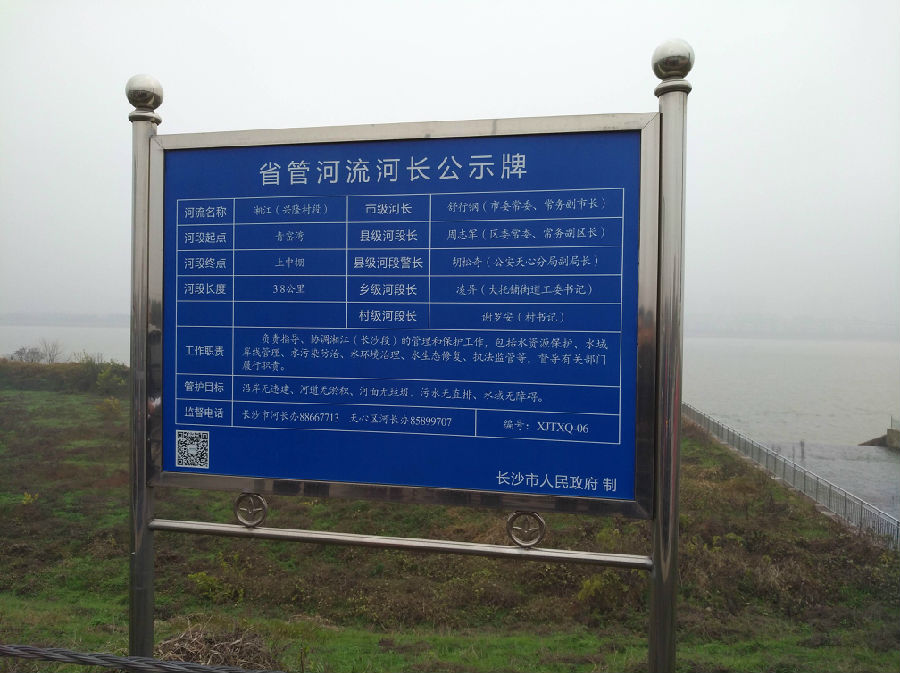 省管河流河长公示牌
河流名称 湘江（兴隆村段） 市级河长 舒行钢（市委常委、常务副市长）
河段起点 青窑湾 县级河段长 周志军（区委常委、常务副区长）
河段终点 上中棚 县级河段警长 胡松奇（公安天心分局副局长）
河段长度 3.8公里 乡级河段长 凌异（大托铺街道工委书记）
村级河段长 谢罗安（村书记）
工作职责 负责指导、协调湘江（长沙段）的管理和保护工作，包括水资源保护、水域
岸线管理、水污染防治、水环境治理、水生态修复、执法监管等，督导有关部门
履行职责。
管护目标 沿岸无违建、河道无淤积、河面无垃圾、污水无直排、水域无障碍。
监督电话 长沙市河长办88667713 天心区河长办85899707 编号：XJTXQ-06
长沙市人民政府 制